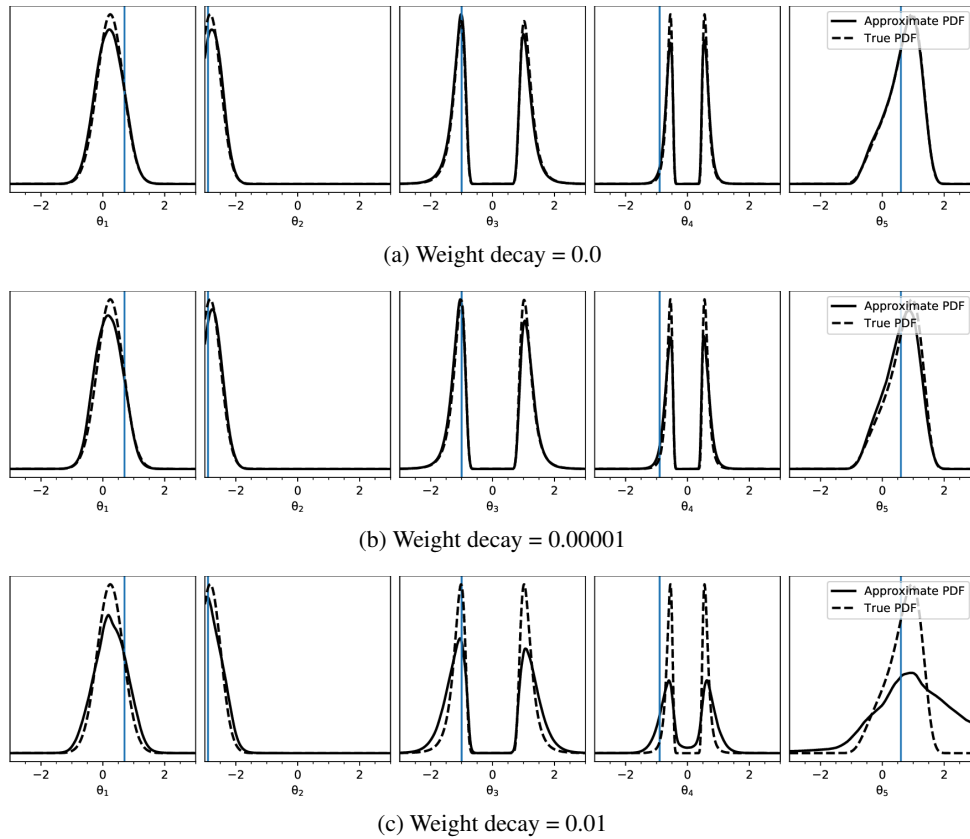 Approximate PDF
True PDF
−2 0 2 −2 0 2 −2 0 2 −2 0 2 −2 0 2
θ1 θ2 θ3 θ4 θ5
(a) Weight decay = 0.0
Approximate PDF
True PDF
−2 0 2 −2 0 2 −2 0 2 −2 0 2 −2 0 2
θ1 θ2 θ3 θ4 θ5
(b) Weight decay = 0.00001
Approximate PDF
True PDF
−2 0 2 −2 0 2 −2 0 2 −2 0 2 −2 0 2
θ1 θ2 θ3 θ4 θ5
(c) Weight decay = 0.01